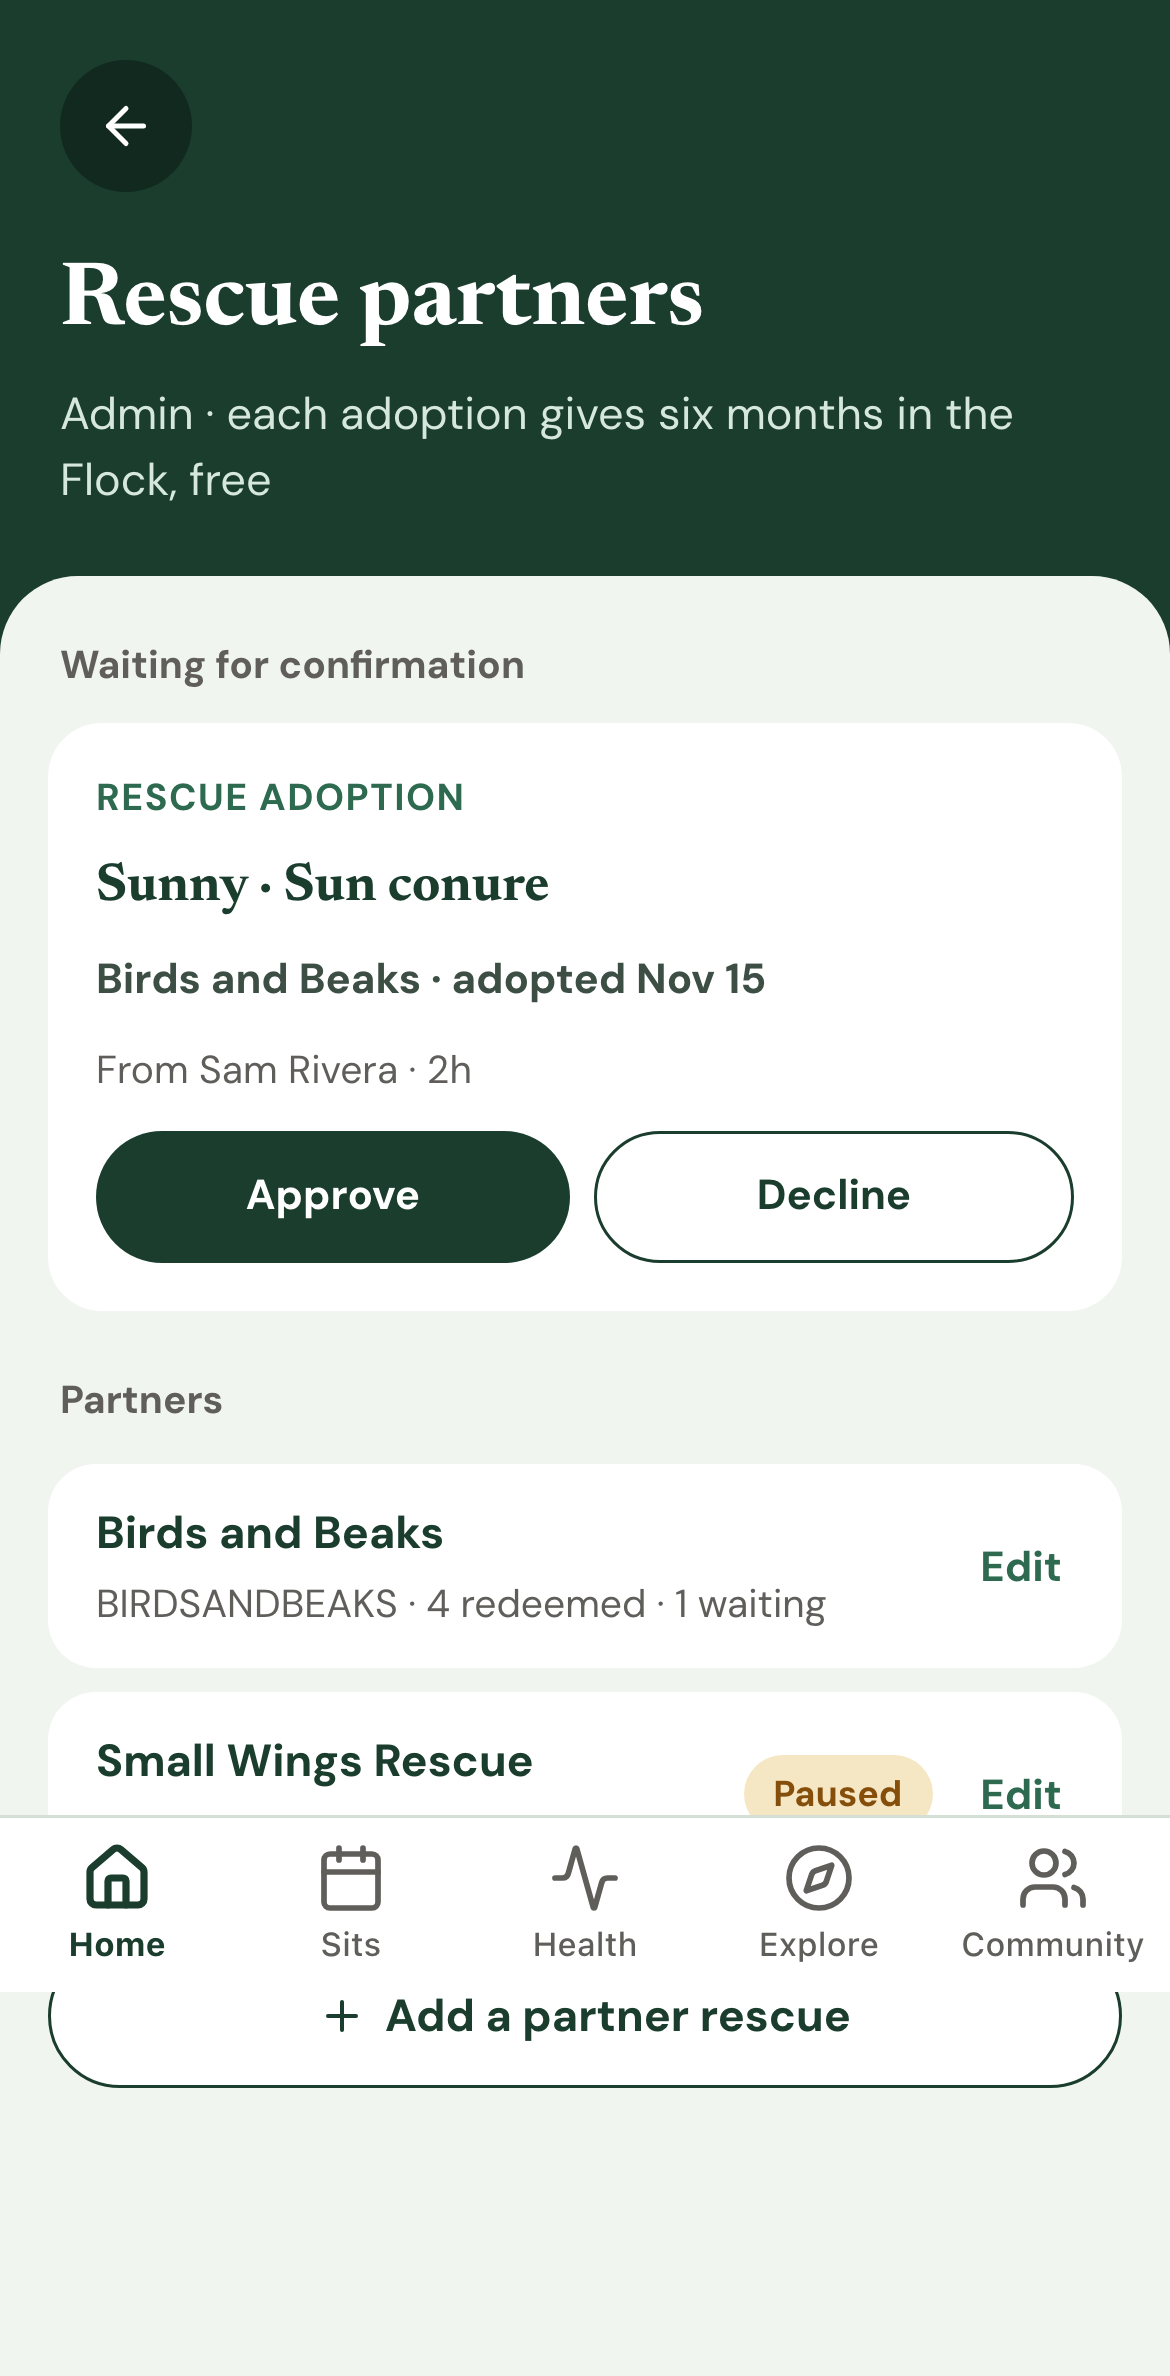 Rescue partners
Admin · each adoption gives six months in the
Flock, free
Waiting for confirmation
RESCUE ADOPTION
Sunny · Sun conure
Birds and Beaks · adopted Nov 15
From Sam Rivera · 2h
Approve
Decline
Partners
Birds and Beaks
BIRDSANDBEAKS · 4 redeemed · 1 waiting
Edit
Small Wings Rescue
Paused
Edit
Home
Sits
Health
Explore
Community
+ Add a partner rescue